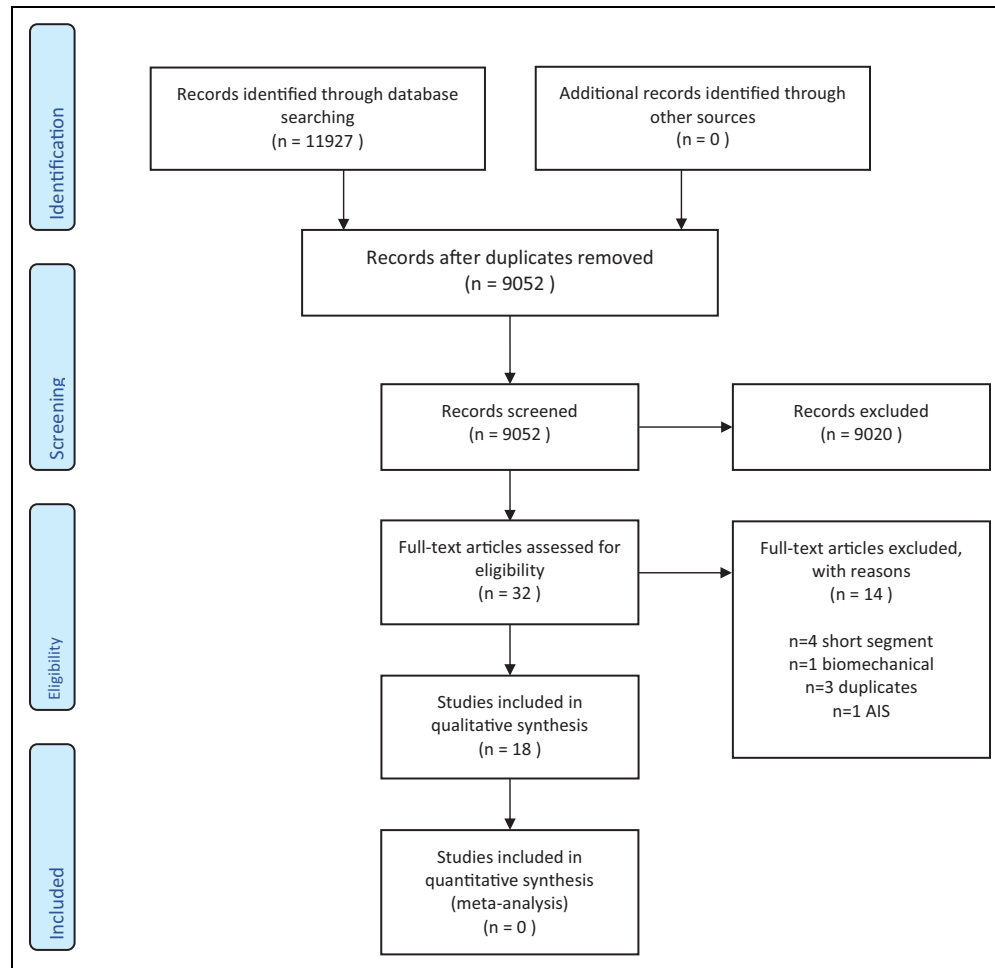 Identification
Records identified through database
searching
(n = 11927 )
Additional records identified through
other sources
(n = 0 )
Records after duplicates removed
(n = 9052 )
Screening
Records screened
(n = 9052 )
Records excluded
(n = 9020 )
Eligibility
Full-text articles assessed for
eligibility
(n = 32 )
Full-text articles excluded,
with reasons
(n = 14 )
n=4 short segment
n=1 biomechanical
n=3 duplicates
n=1 AIS
Studies included in
qualitative synthesis
(n = 18 )
Included
Studies included in
quantitative synthesis
(meta-analysis)
(n = 0 )